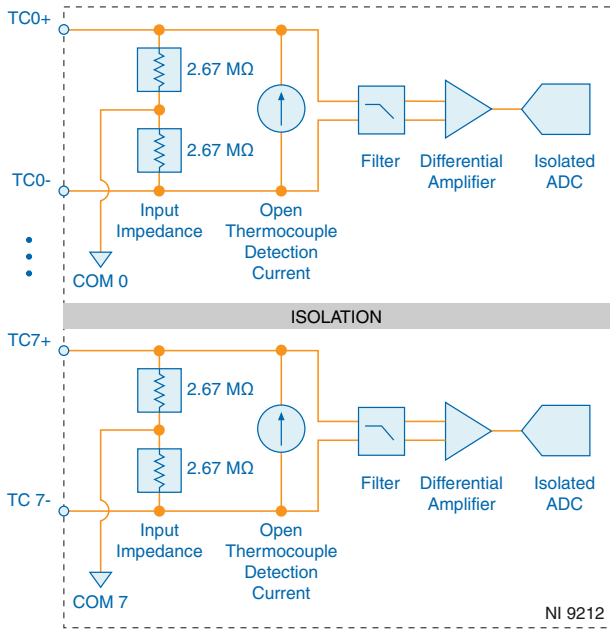 TC0+
2.67 MΩ
2.67 MΩ
Filter
Differential
Amplifier
Isolated
ADC
TC0-
Input
Impedance
Open
Thermocouple
Detection
Current
COM 0
ISOLATION
TC7+
2.67 MΩ
2.67 MΩ
Filter
Differential
Amplifier
Isolated
ADC
TC 7-
Input
Impedance
Open
Thermocouple
Detection
Current
COM 7
NI 9212